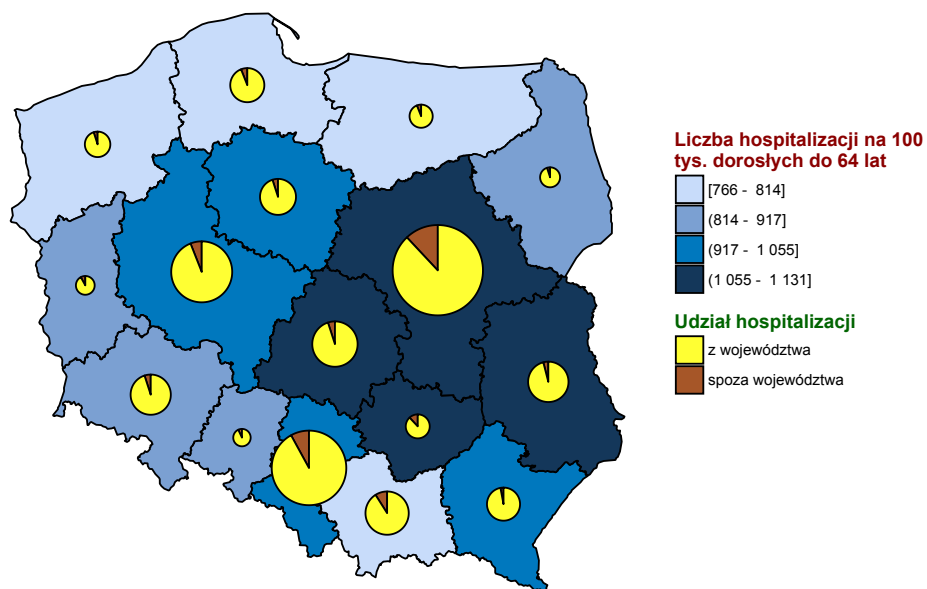 Liczba hospitalizacji na 100
tys. dorosłych do 64 lat
[766 - 814]
(814 - 917]
(917 - 1 055]
(1 055 - 1 131]
Udział hospitalizacji
z województwa
spoza województwa